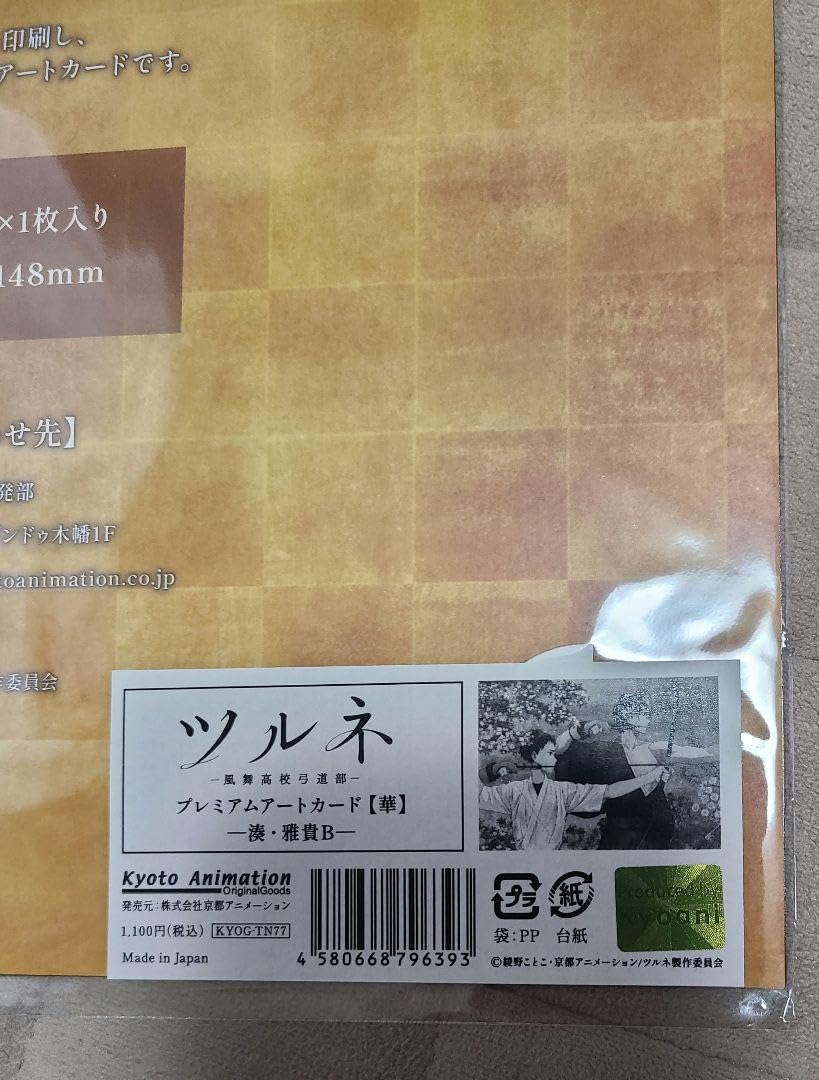 印刷し、
アートカードです。
×1枚入り
148mm
せ先】
発部
ンドゥ木幡1F
toanimation.co.jp
作委員会
ツルネ
―風舞高校弓道部―
プレミアムアートカード【華】
―湊・雅貴B―
Kyoto Animation
OriginalGoods
発売元：株式会社京都アニメーション
1,100円(税込) KYOG-TN77
Made in Japan
4 580668 796393
プラ
紙
袋：PP 台紙
produced by
kyoani
©綾野ことこ・京都アニメーション/ツルネ製作委員会